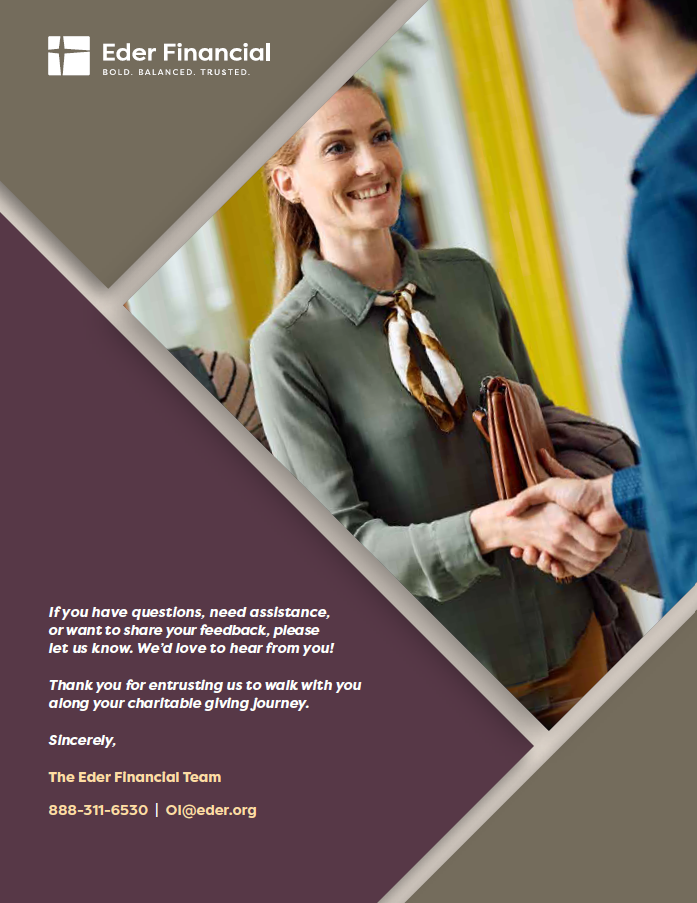 Eder Financial
BOLD. BALANCED. TRUSTED.
If you have questions, need assistance,
or want to share your feedback, please
let us know. We'd love to hear from you!
Thank you for entrusting us to walk with you
along your charitable giving journey.
Sincerely,
The Eder Financial Team
888-311-6530 | OI@eder.org